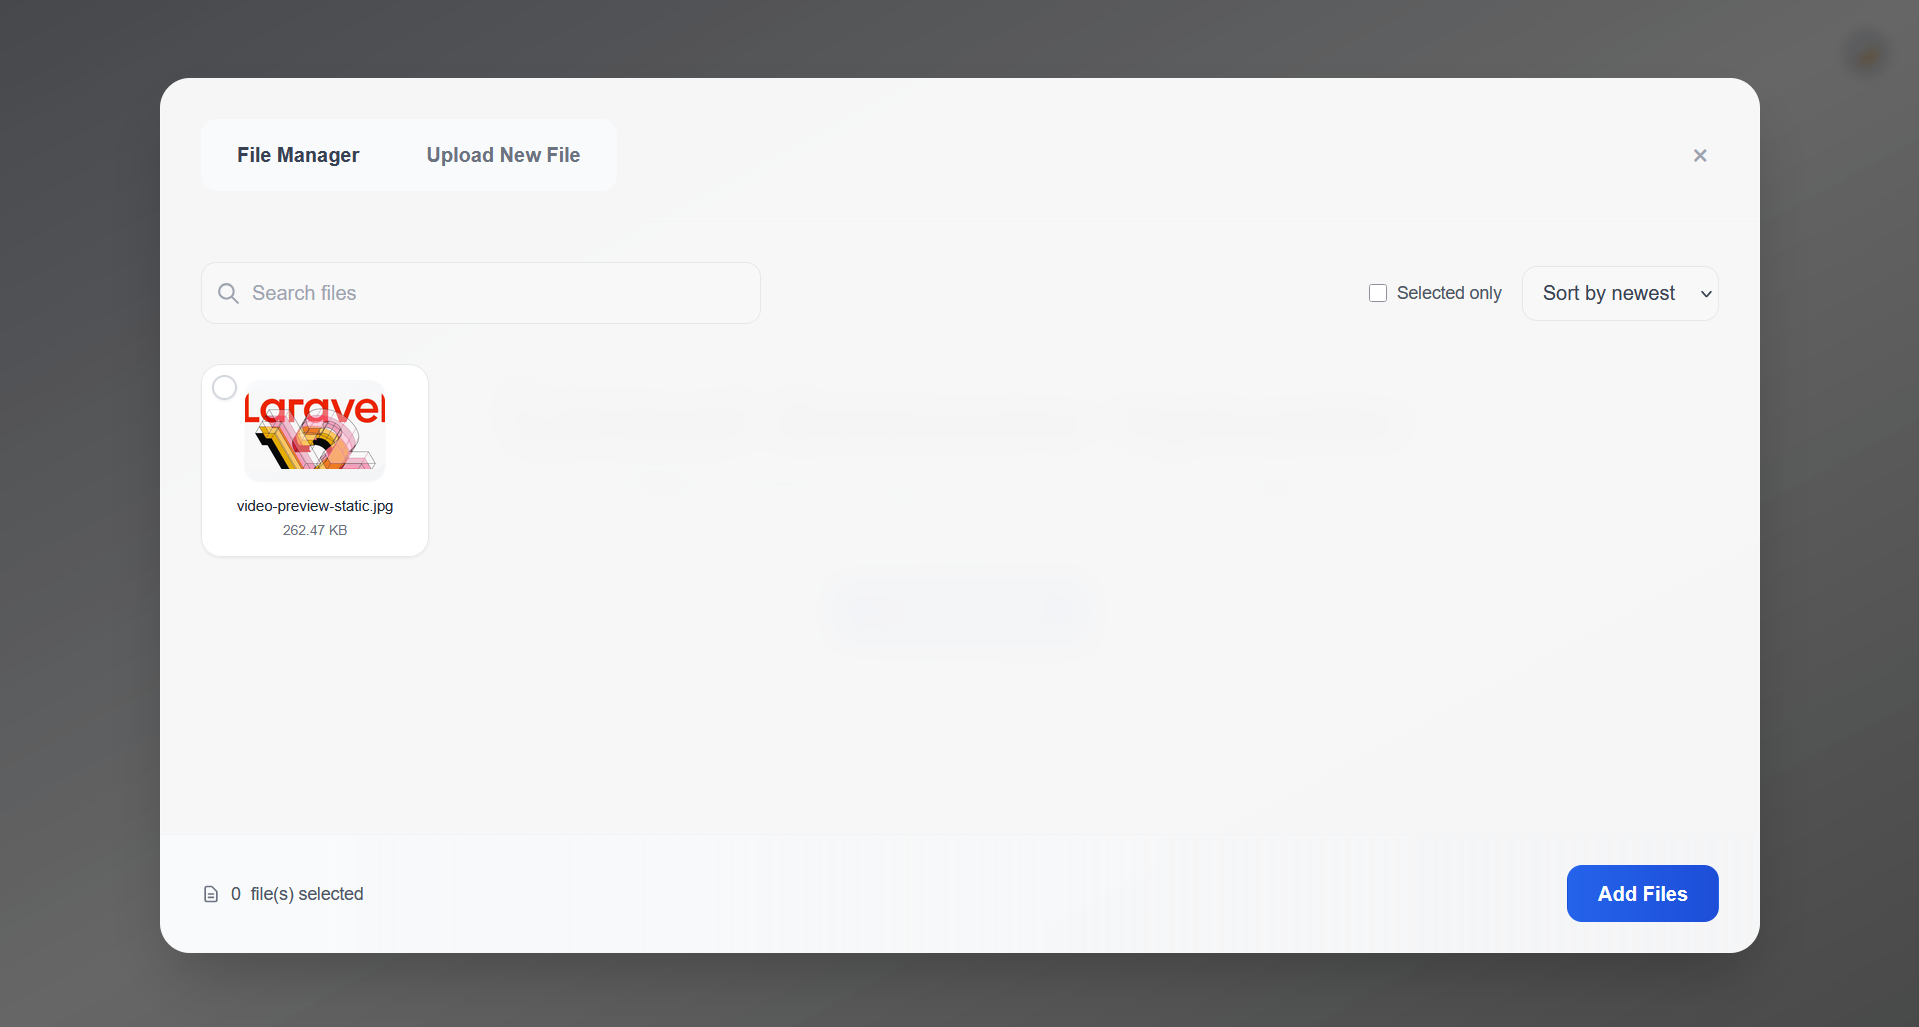 File Manager
Upload New File
Search files
Selected only
Sort by newest
Laravel
video-preview-static.jpg
262.47 KB
0 file(s) selected
Add Files